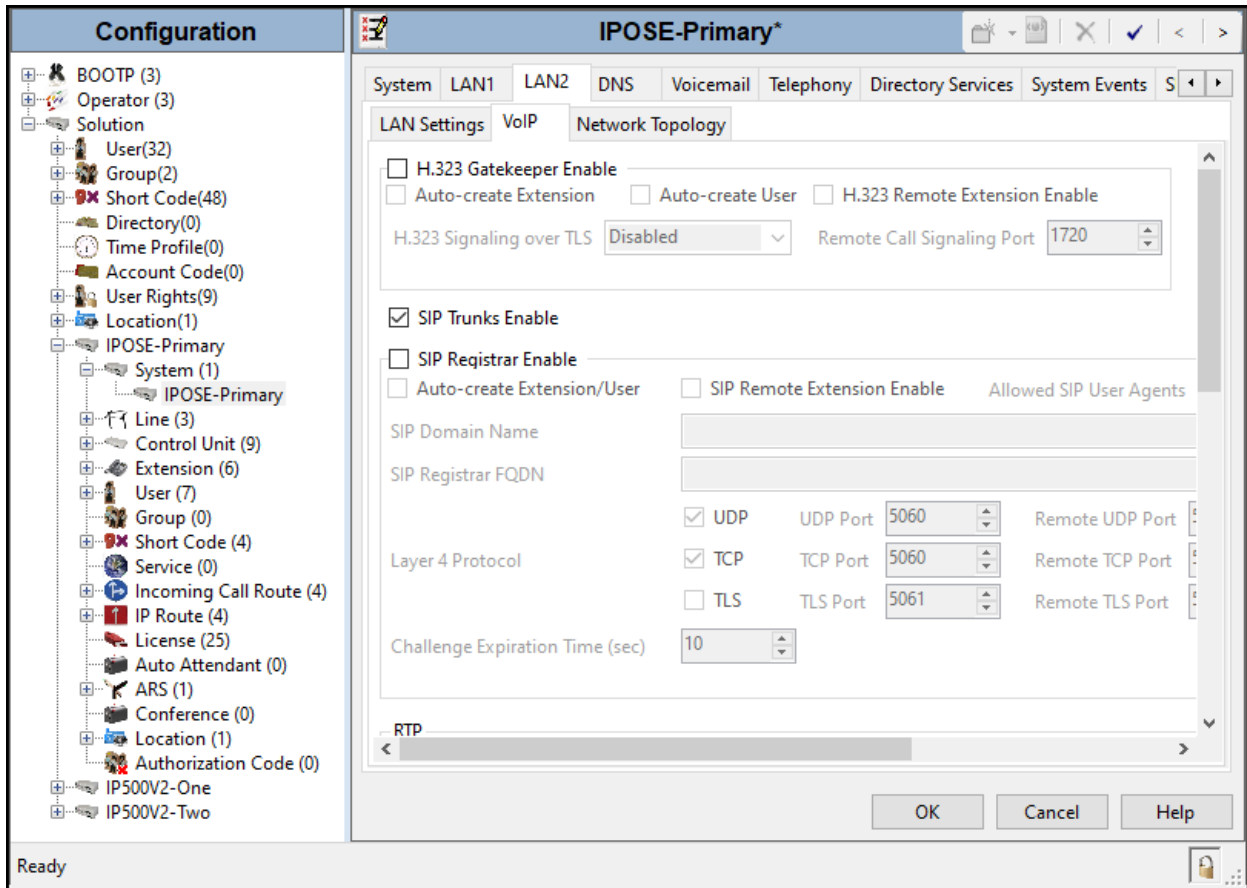 Configuration
BOOTP (3)
Operator (3)
Solution
User(32)
Group(2)
Short Code(48)
Directory(0)
Time Profile(0)
Account Code(0)
User Rights(9)
Location(1)
IPOSE-Primary
System (1)
IPOSE-Primary
Line (3)
Control Unit (9)
Extension (6)
User (7)
Group (0)
Short Code (4)
Service (0)
Incoming Call Route (4)
IP Route (4)
License (25)
Auto Attendant (0)
ARS (1)
Conference (0)
Location (1)
Authorization Code (0)
IP500V2-One
IP500V2-Two
IPOSE-Primary*
System LAN1 LAN2 DNS Voicemail Telephony Directory Services System Events S
LAN Settings VoIP Network Topology
H.323 Gatekeeper Enable
Auto-create Extension Auto-create User H.323 Remote Extension Enable
H.323 Signaling over TLS Disabled Remote Call Signaling Port 1720
SIP Trunks Enable
SIP Registrar Enable
Auto-create Extension/User SIP Remote Extension Enable Allowed SIP User Agents
SIP Domain Name
SIP Registrar FQDN
UDP UDP Port 5060 Remote UDP Port
Layer 4 Protocol TCP TCP Port 5060 Remote TCP Port
TLS TLS Port 5061 Remote TLS Port
Challenge Expiration Time (sec) 10
RTP
OK Cancel Help
Ready